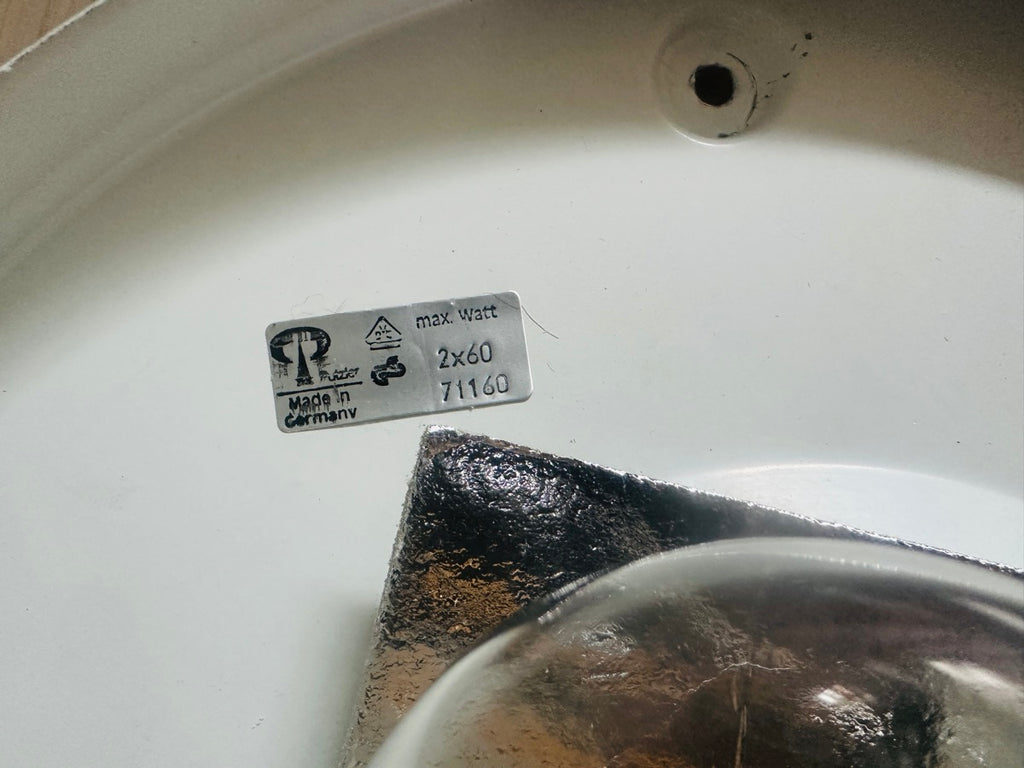 max. Watt
2x60
71160
Made in
Germany